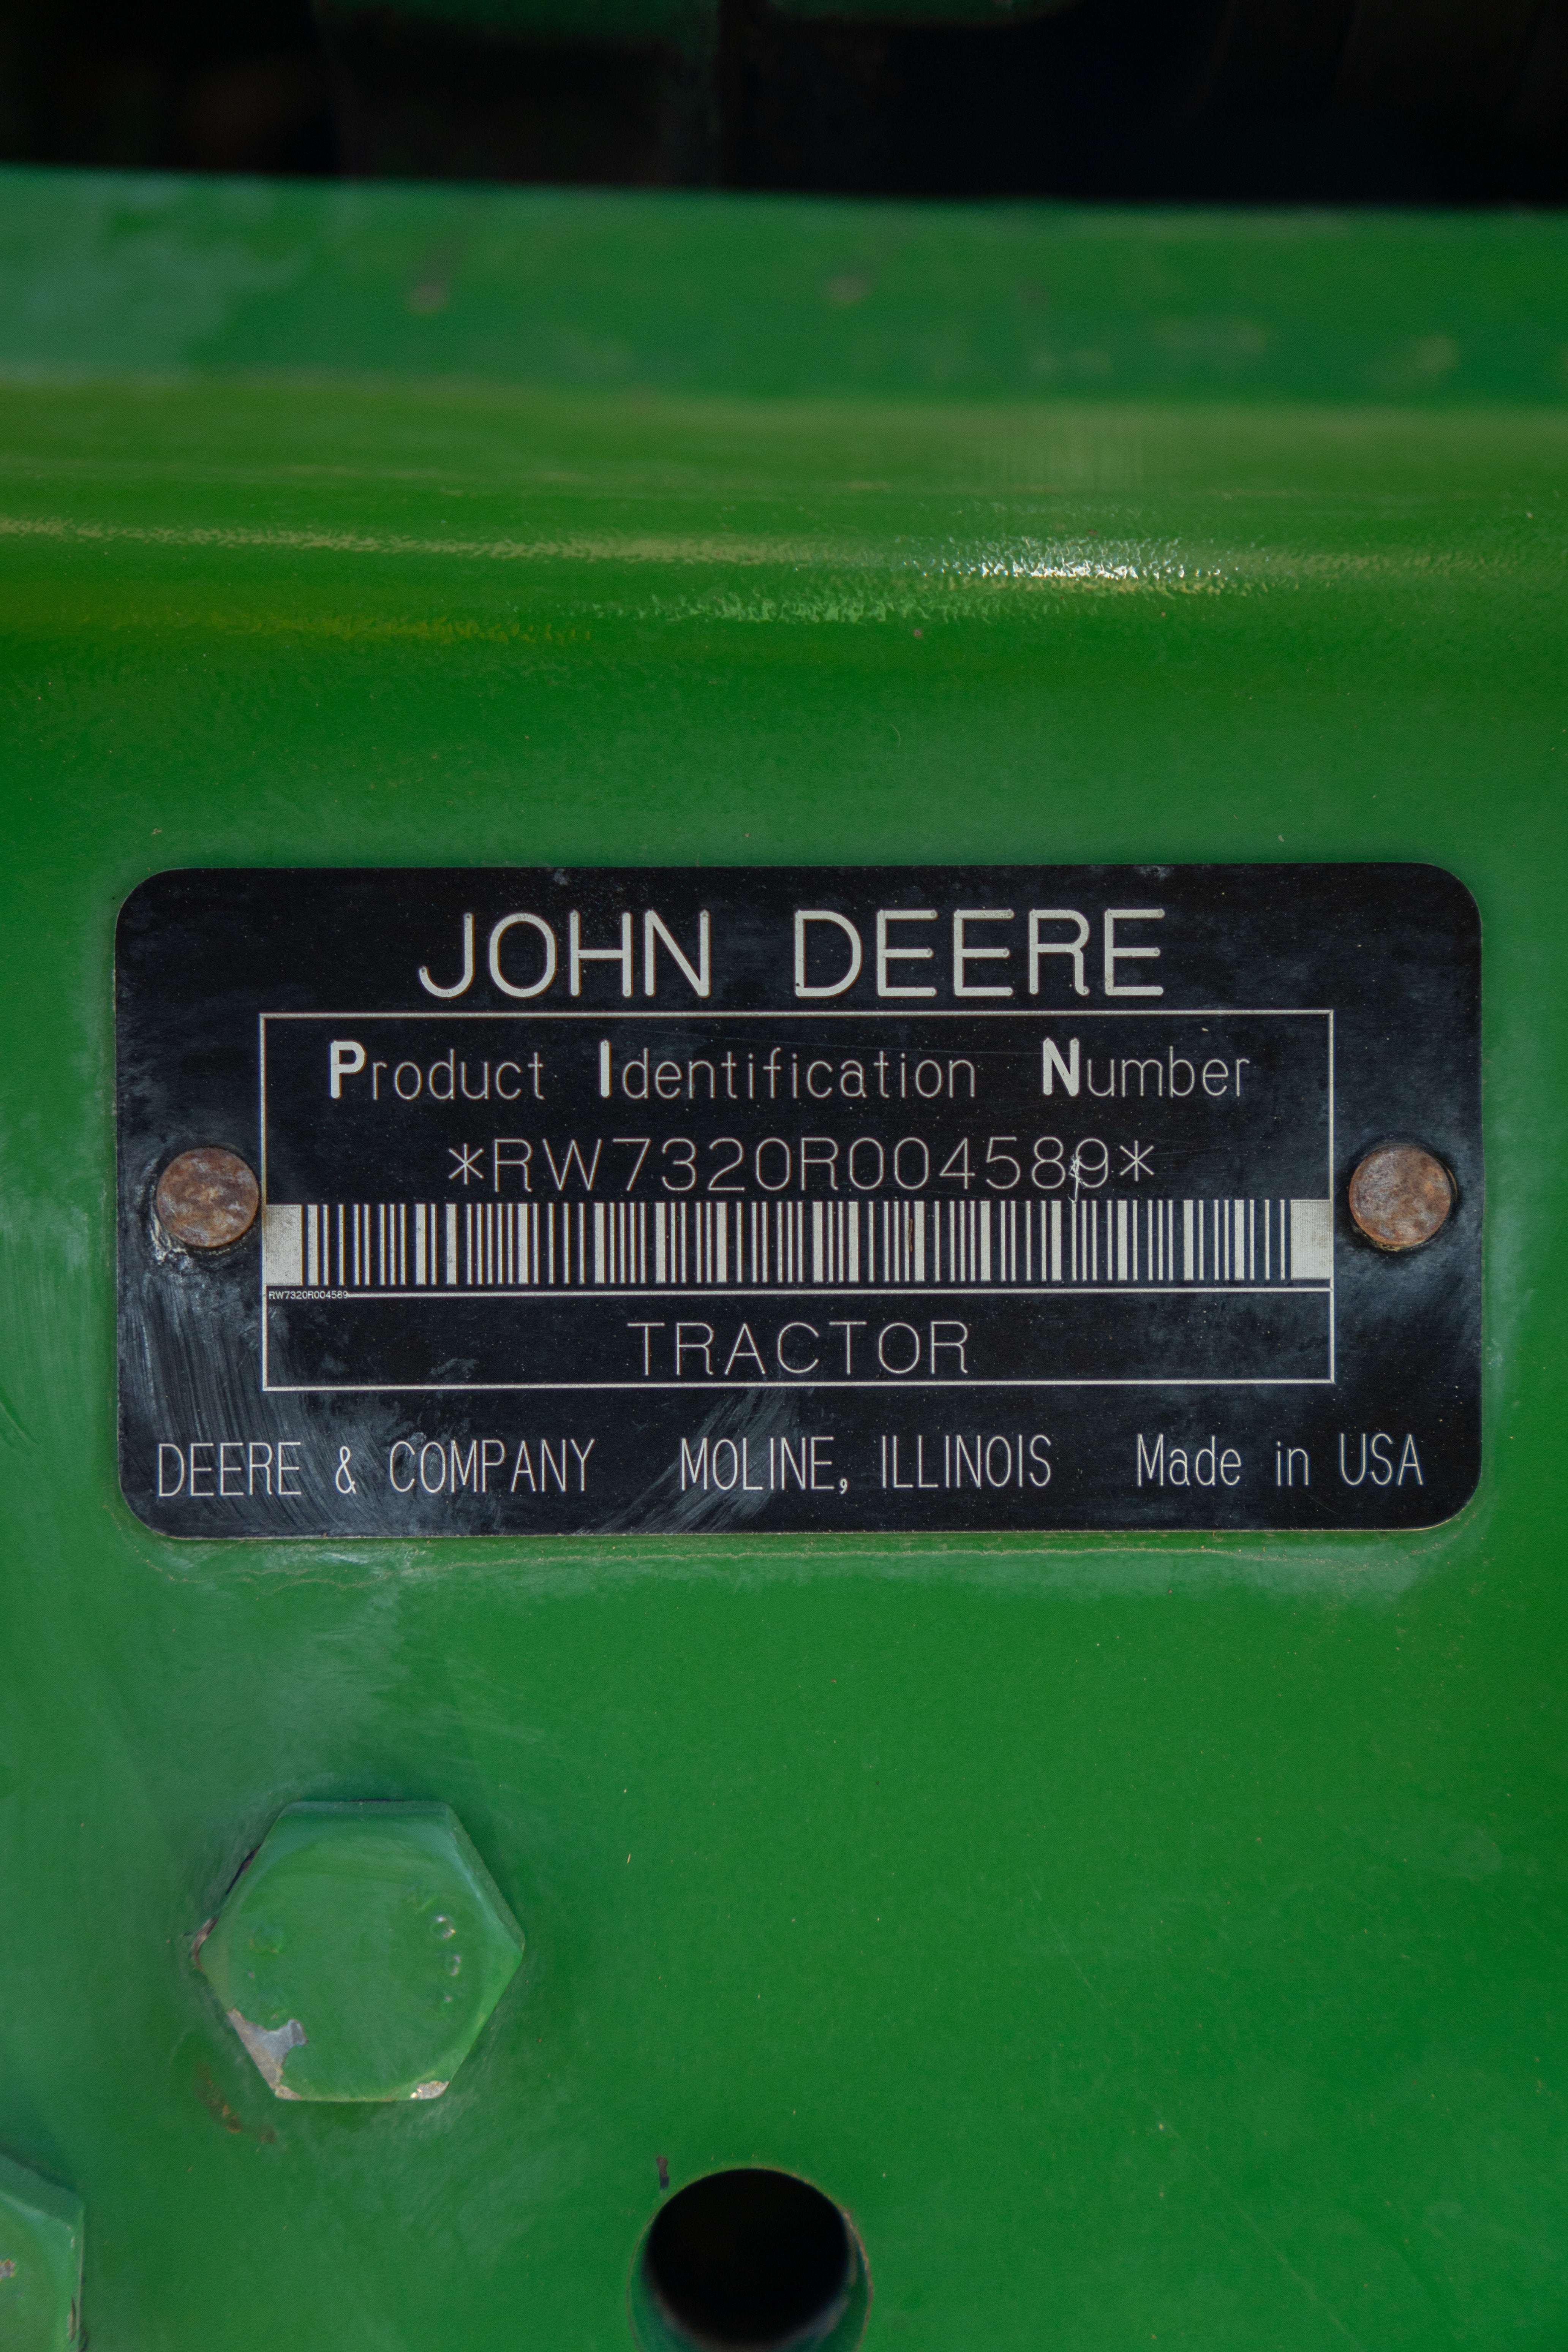 JOHN DEERE
Product Identification Number
*RW7320R004589*
RW7320R004589
TRACTOR
DEERE & COMPANY MOLINE, ILLINOIS Made in USA